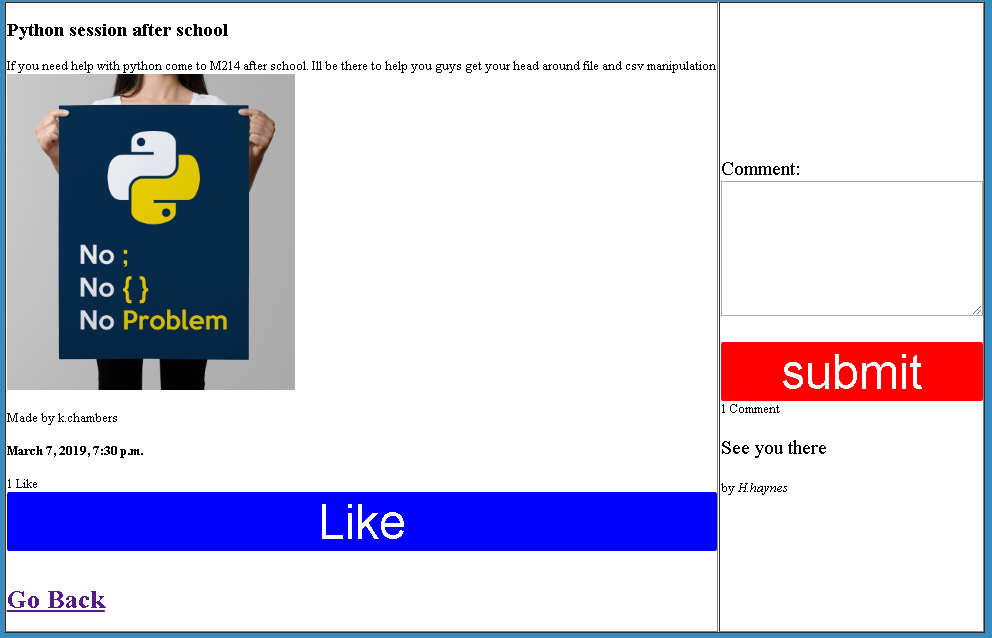 Python session after school
If you need help with python come to M214 after school. Ill be there to help you guys get your head around file and csv manipulation
No ;
No { }
No Problem
Made by k.chambers
March 7, 2019, 7:30 p.m.
1 Like
Like
Go Back
Comment:
submit
1 Comment
See you there
by H.haynes